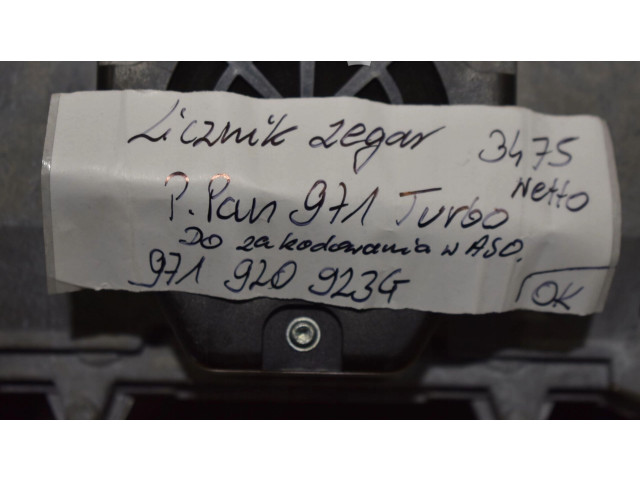 Licznik zegar 3475
Netto
P. Pan 971 Turbo
Do zakodowania w ASO.
971 920 923G
OK